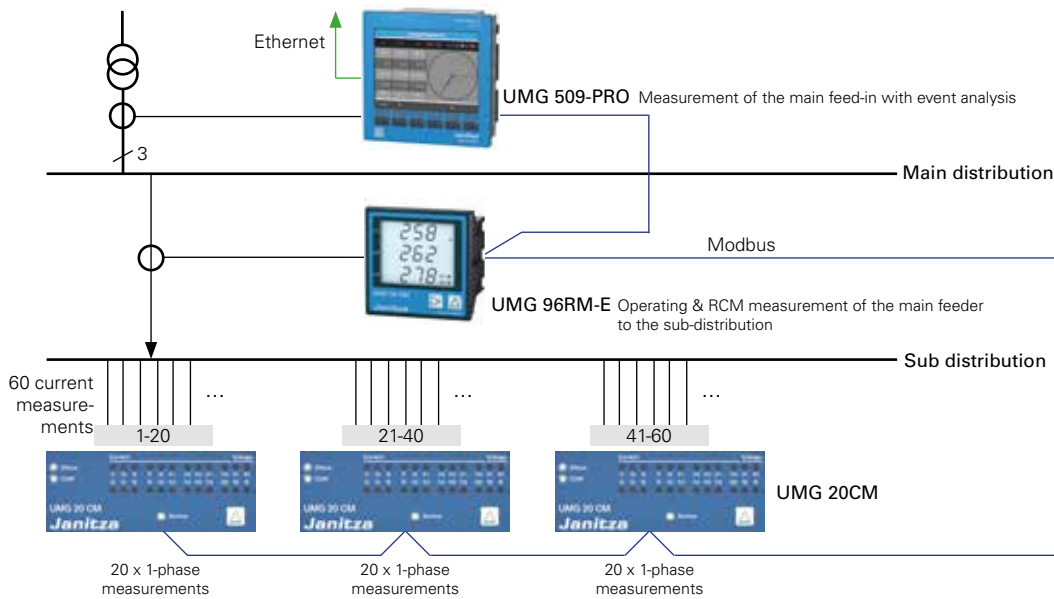 Ethernet
UMG 509-PRO Measurement of the main feed-in with event analysis
3
Main distribution
258
262
278
Janitza
Modbus
UMG 96RM-E Operating & RCM measurement of the main feeder
to the sub-distribution
Sub distribution
60 current
measure-
ments
...
...
...
1-20
21-40
41-60
UMG 20 CM
Janitza
UMG 20 CM
Janitza
UMG 20 CM
Janitza
UMG 20CM
20 x 1-phase
measurements
20 x 1-phase
measurements
20 x 1-phase
measurements